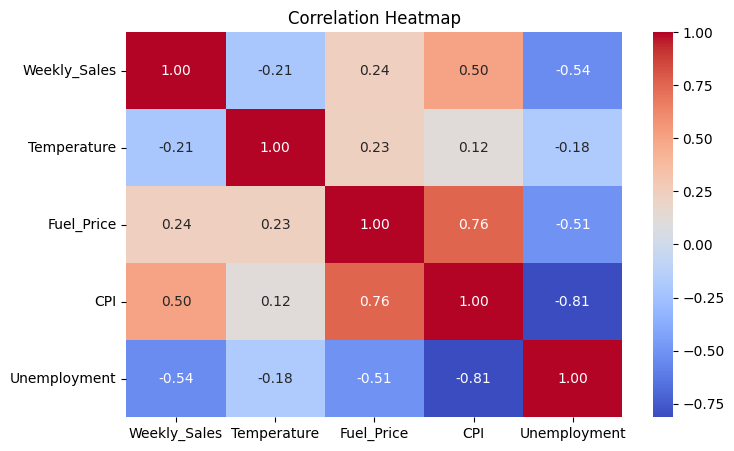 Correlation Heatmap
Weekly_Sales 1.00 -0.21 0.24 0.50 -0.54
Temperature -0.21 1.00 0.23 0.12 -0.18
Fuel_Price 0.24 0.23 1.00 0.76 -0.51
CPI 0.50 0.12 0.76 1.00 -0.81
Unemployment -0.54 -0.18 -0.51 -0.81 1.00
Weekly_Sales Temperature Fuel_Price CPI Unemployment
1.00
0.75
0.50
0.25
0.00
−0.25
−0.50
−0.75